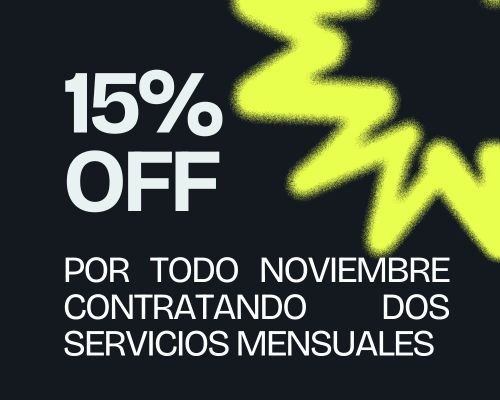 15%
OFF
POR TODO NOVIEMBRE
CONTRATANDO DOS
SERVICIOS MENSUALES